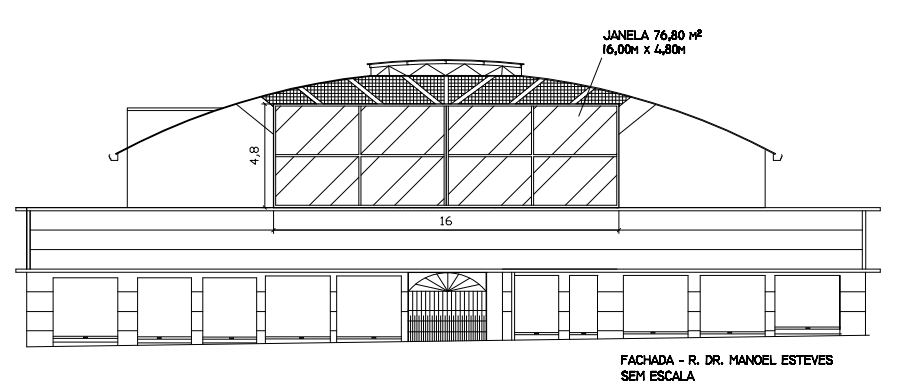 JANELA 76,80 M²
16,00M X 4,80M
4,8
16
FACHADA - R. DR. MANOEL ESTEVES
SEM ESCALA